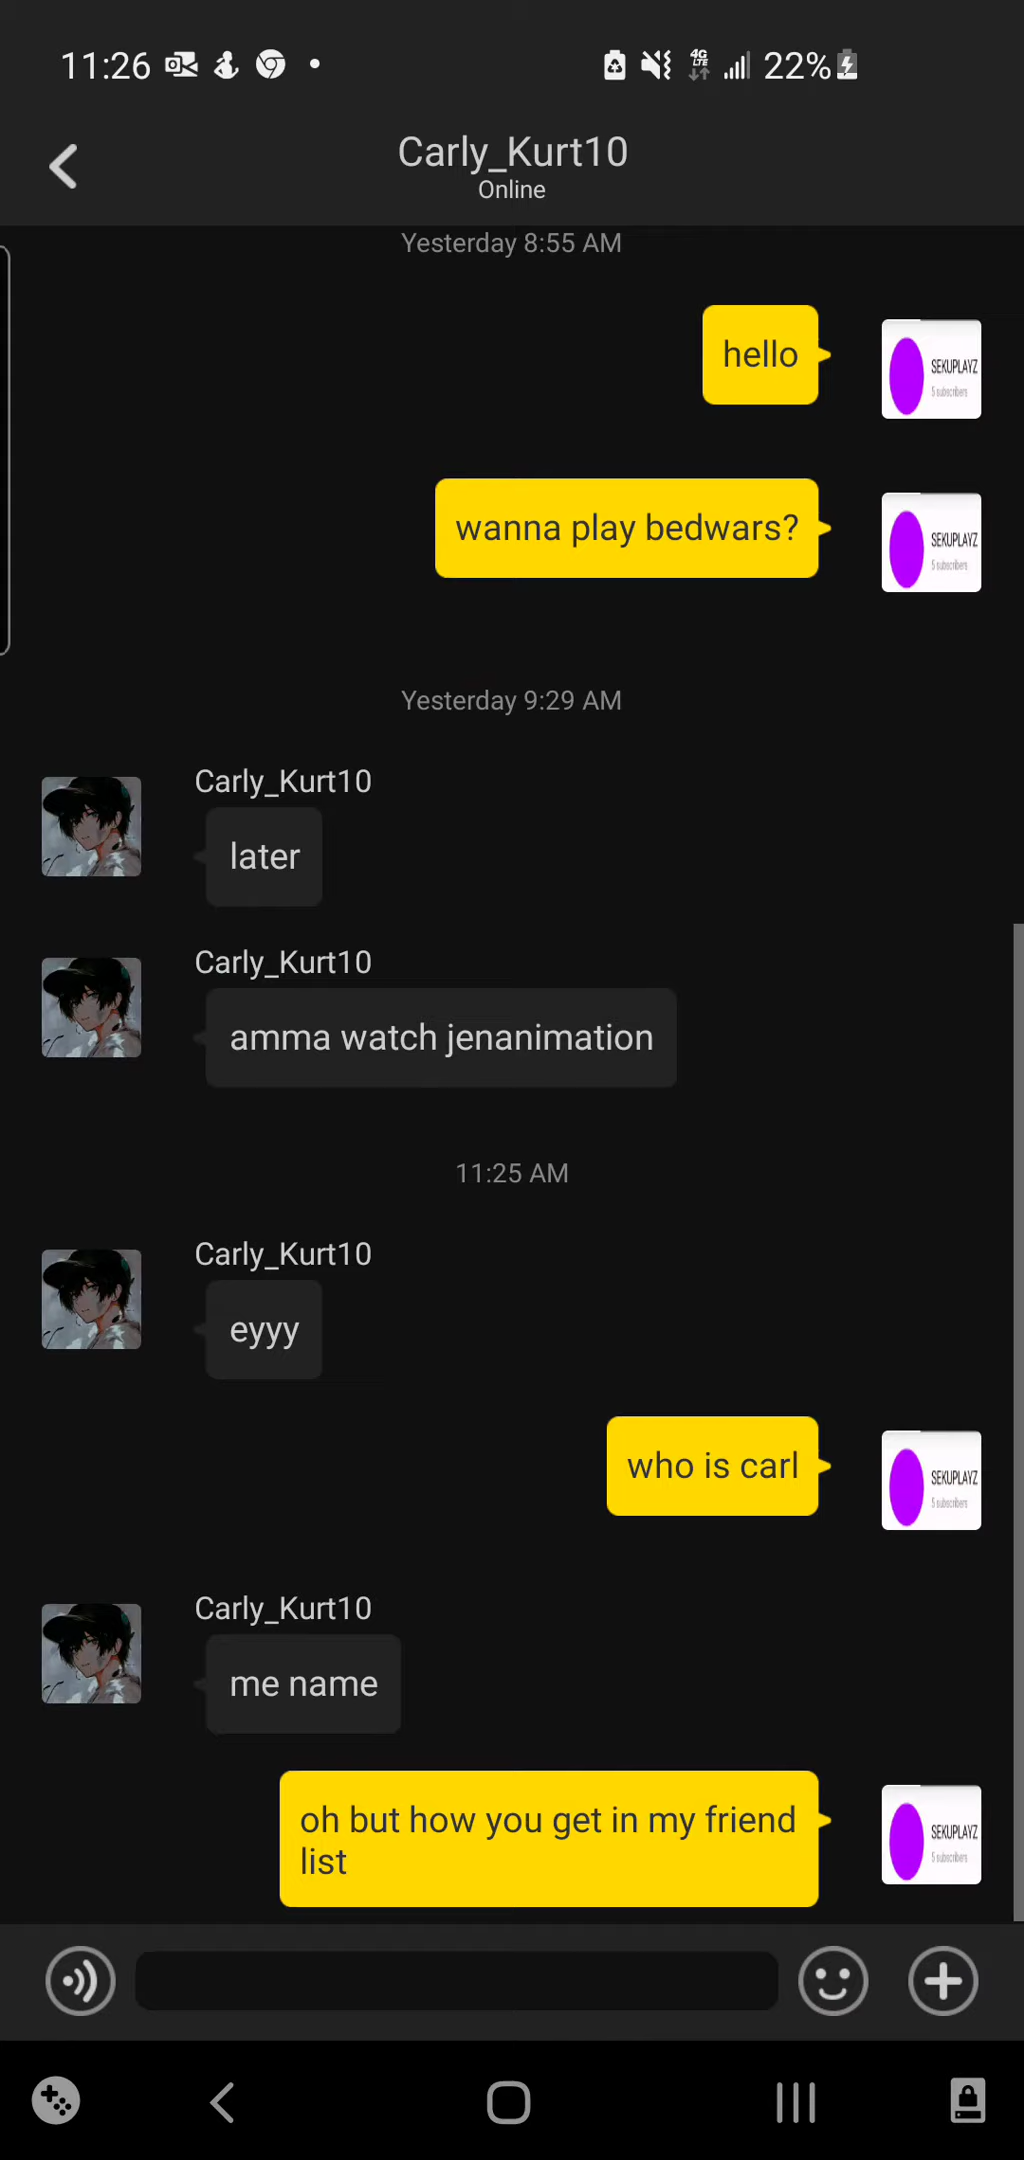 11:26
4G
LTE
22%
Carly_Kurt10
Online
Yesterday 8:55 AM
hello
SEKUPLAYZ
5 subscribers
wanna play bedwars?
SEKUPLAYZ
5 subscribers
Yesterday 9:29 AM
Carly_Kurt10
later
Carly_Kurt10
amma watch jenanimation
11:25 AM
Carly_Kurt10
eyyy
who is carl
SEKUPLAYZ
5 subscribers
Carly_Kurt10
me name
oh but how you get in my friend
list
SEKUPLAYZ
5 subscribers